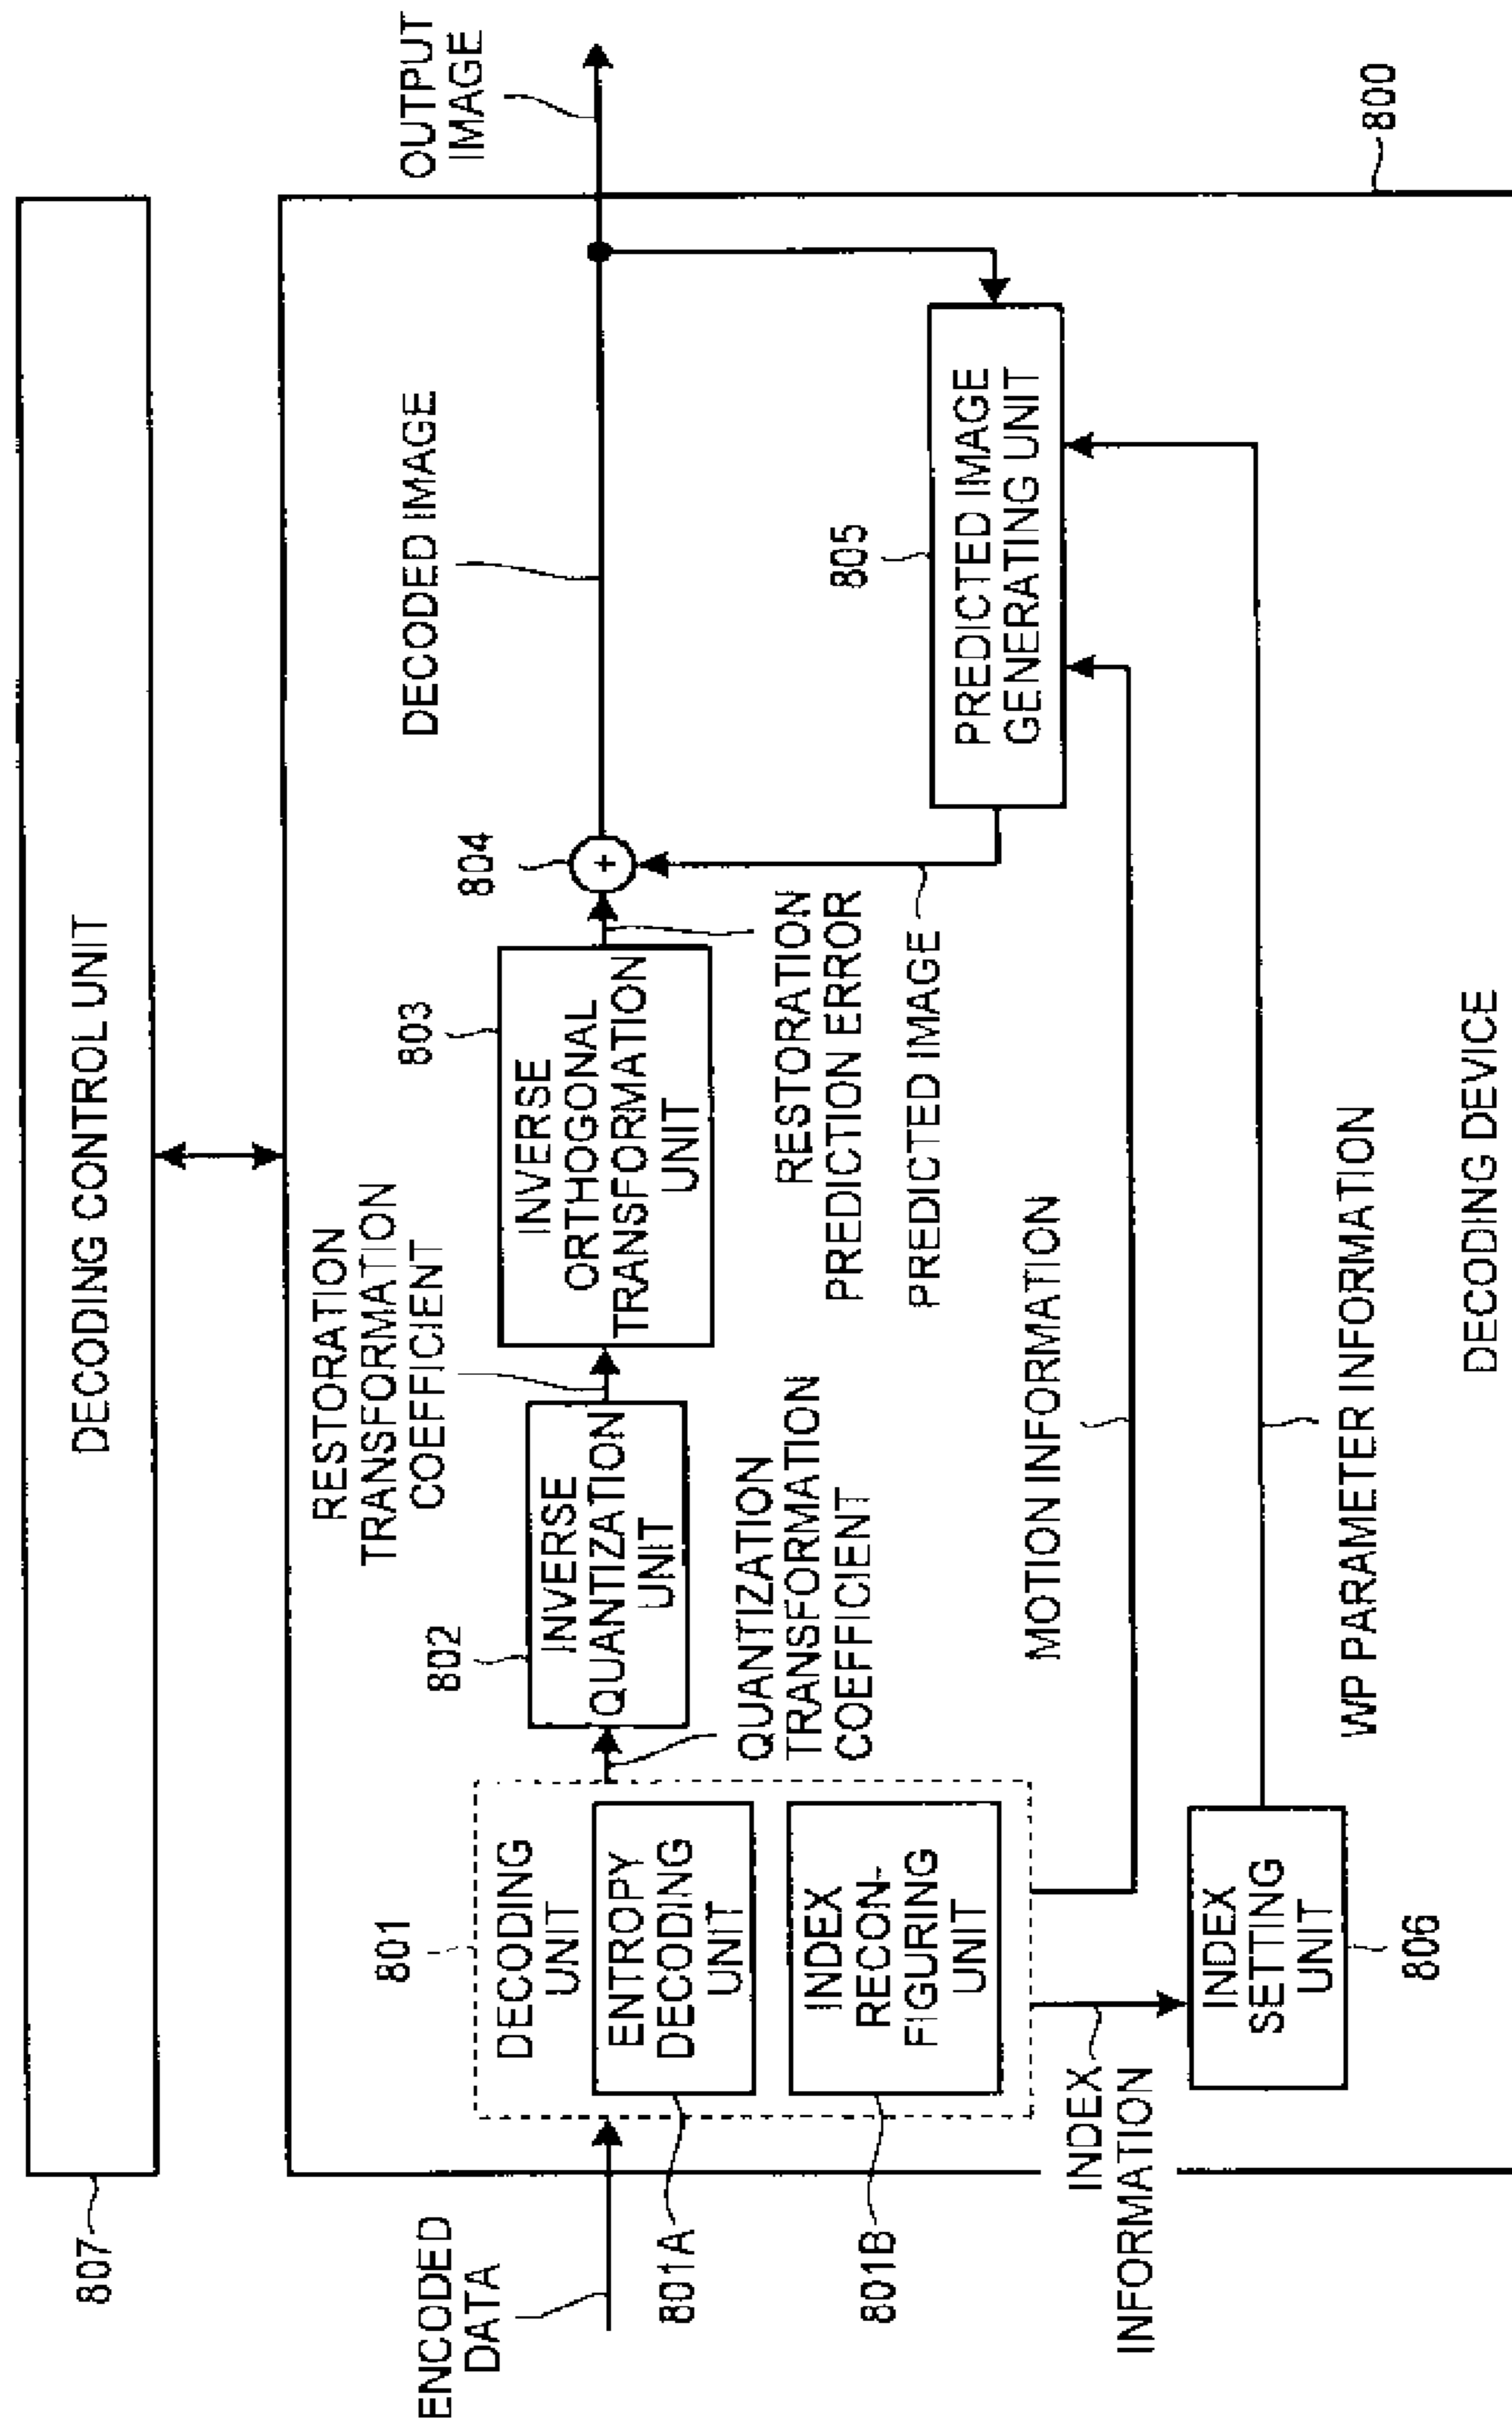 807
DECODING CONTROL UNIT
ENCODED
DATA
801
DECODING
UNIT
ENTROPY
DECODING
UNIT
801A
INDEX
RECON-
FIGURING
UNIT
801B
QUANTIZATION
TRANSFORMATION
COEFFICIENT
802
INVERSE
QUANTIZATION
UNIT
RESTORATION
TRANSFORMATION
COEFFICIENT
803
INVERSE
ORTHOGONAL
TRANSFORMATION
UNIT
RESTORATION
PREDICTION ERROR
804
+
DECODED IMAGE
OUTPUT
IMAGE
PREDICTED IMAGE
805
PREDICTED IMAGE
GENERATING UNIT
MOTION INFORMATION
INDEX
INFORMATION
INDEX
SETTING
UNIT
806
WP PARAMETER INFORMATION
DECODING DEVICE
800